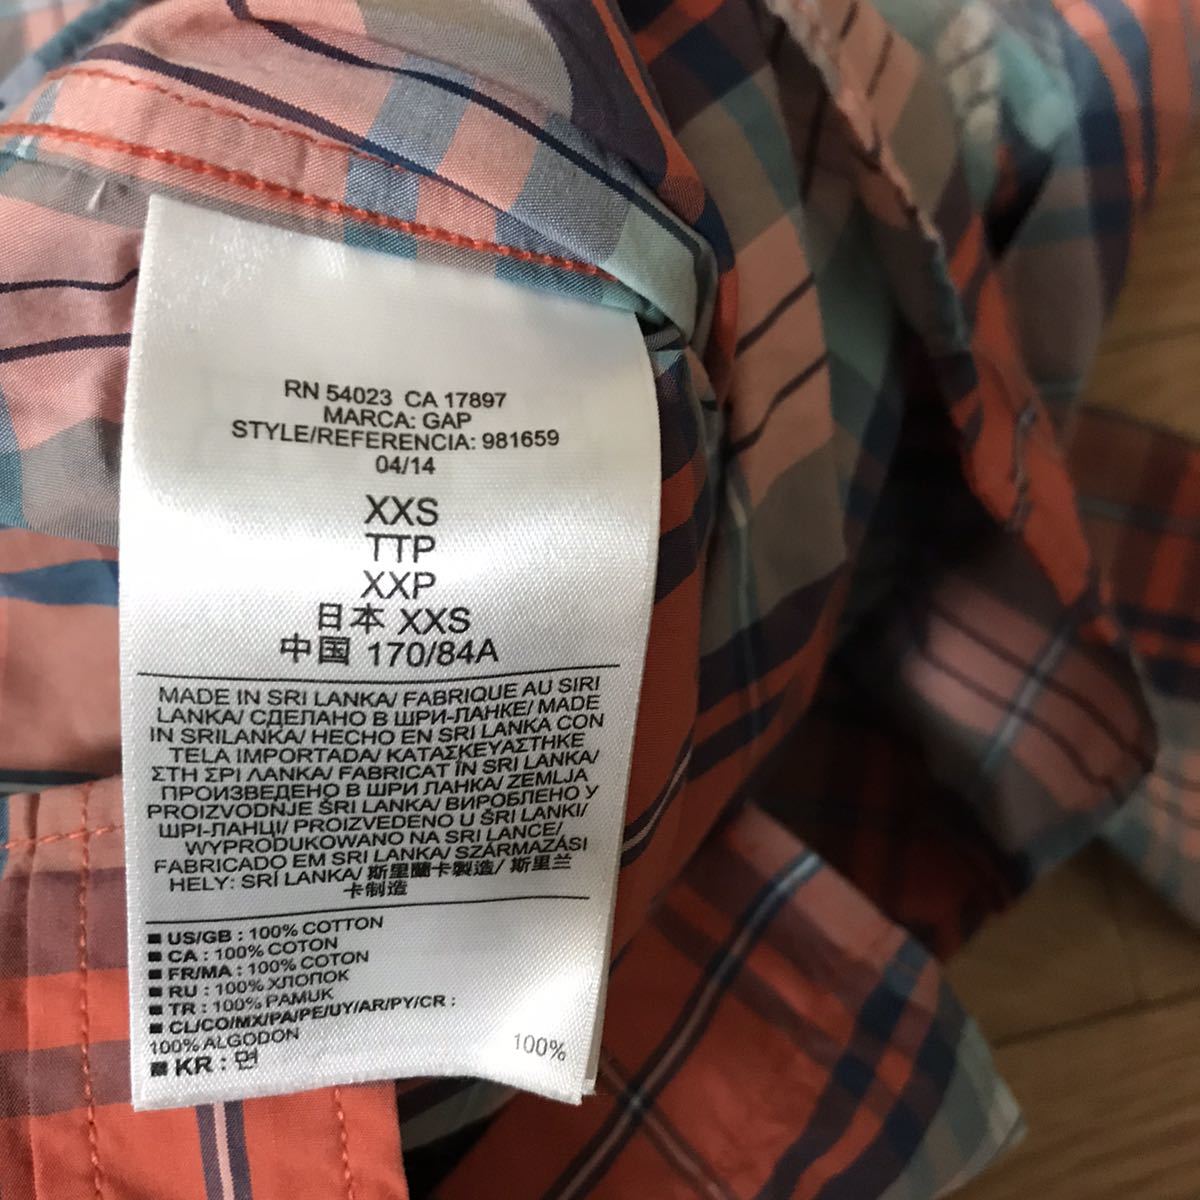 RN 54023 CA 17897
MARCA: GAP
STYLE/REFERENCIA: 981659
04/14
XXS
TTP
XXP
日本 XXS
中国 170/84A
MADE IN SRI LANKA/ FABRIQUE AU SIRI
LANKA/ СДЕЛАНО В ШРИ-ЛАНКЕ/ MADE
IN SRILANKA/ HECHO EN SRI LANKA CON
TELA IMPORTADA/ ΚΑΤΑΣΚΕΥΑΣΤΗΚΕ
ΣΤΗ ΣΡΙ ΛΑΝΚΑ/ FABRICAT ÎN SRI LANKA/
ПРОИЗВЕДЕНО В ШРИ ЛАНКА/ ZEMLJA
PROIZVODNJE ŠRI LANKA/ ВИРОБЛЕНО У
ШРІ-ЛАНЦІ/ PROIZVEDENO U ŠRI LANKI/
WYPRODUKOWANO NA SRI LANCE/
FABRICADO EM SRI LANKA/ SZÁRMAZÁSI
HELY: SRÍ LANKA/ 斯里蘭卡製造/ 斯里兰
卡制造
■ US/GB : 100% COTTON
■ CA : 100% COTON
■ FR/MA : 100% COTON
■ RU : 100% ХЛОПОК
■ TR : 100% PAMUK
■ CL/CO/MX/PA/PE/UY/AR/PY/CR :
100% ALGODON
■ KR : 면 100%